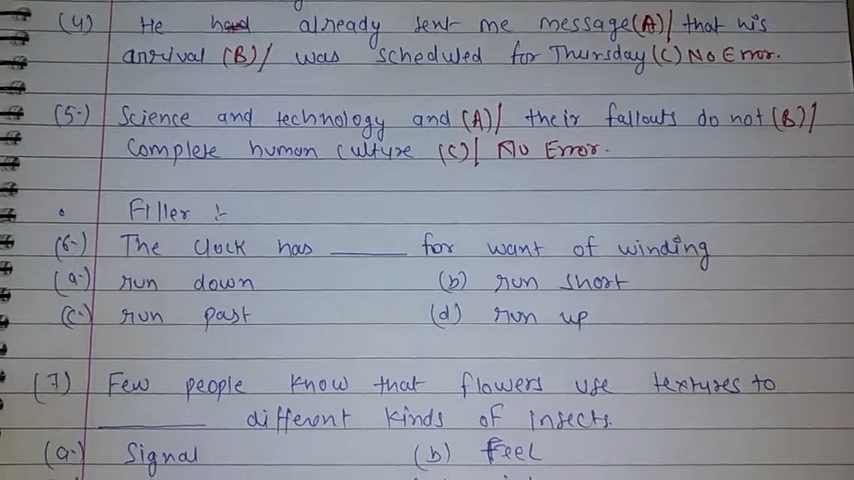 (4) He had already sent me message(A)/ that his
arrival (B)/ was scheduled for Thursday (C) No Error.
(5.) Science and technology and (A)/ their fallouts do not (B)/
Complete human culture (C)/ No Error.
• Filler :-
(6.) The clock has ______ for want of winding
(a.) run down (b) run short
(c.) run past (d) run up
(7) Few people know that flowers use textures to
______ different kinds of insects.
(a.) Signal (b) Feel